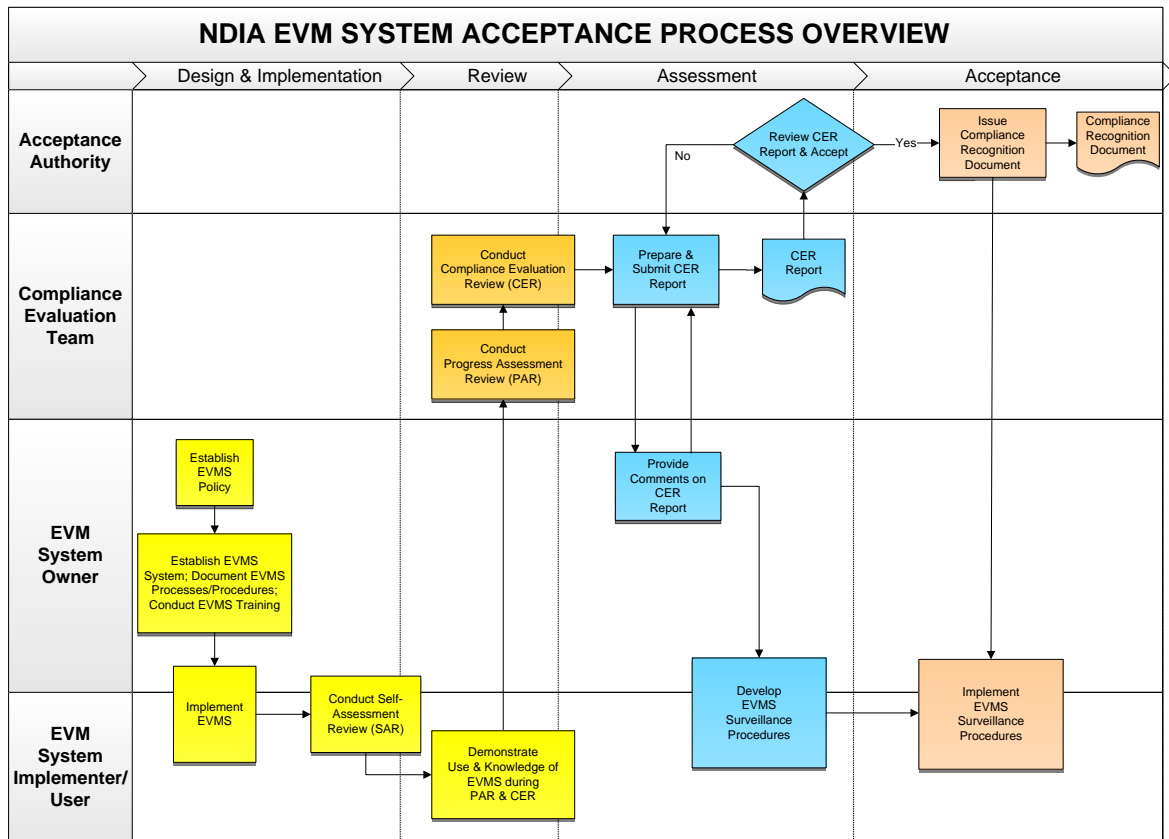 NDIA EVM SYSTEM ACCEPTANCE PROCESS OVERVIEW
Design & Implementation
Review
Assessment
Acceptance
Acceptance
Authority
Review CER
Report & Accept
No
Yes
Issue
Compliance
Recognition
Document
Compliance
Recognition
Document
Compliance
Evaluation
Team
Conduct
Compliance Evaluation
Review (CER)
Prepare &
Submit CER
Report
CER
Report
Conduct
Progress Assessment
Review (PAR)
EVM
System
Owner
Establish
EVMS
Policy
Establish EVMS
System; Document EVMS
Processes/Procedures;
Conduct EVMS Training
Provide
Comments on
CER
Report
Implement
EVMS
Conduct Self-
Assessment
Review (SAR)
Develop
EVMS
Surveillance
Procedures
Implement
EVMS
Surveillance
Procedures
EVM
System
Implementer/
User
Demonstrate
Use & Knowledge of
EVMS during
PAR & CER